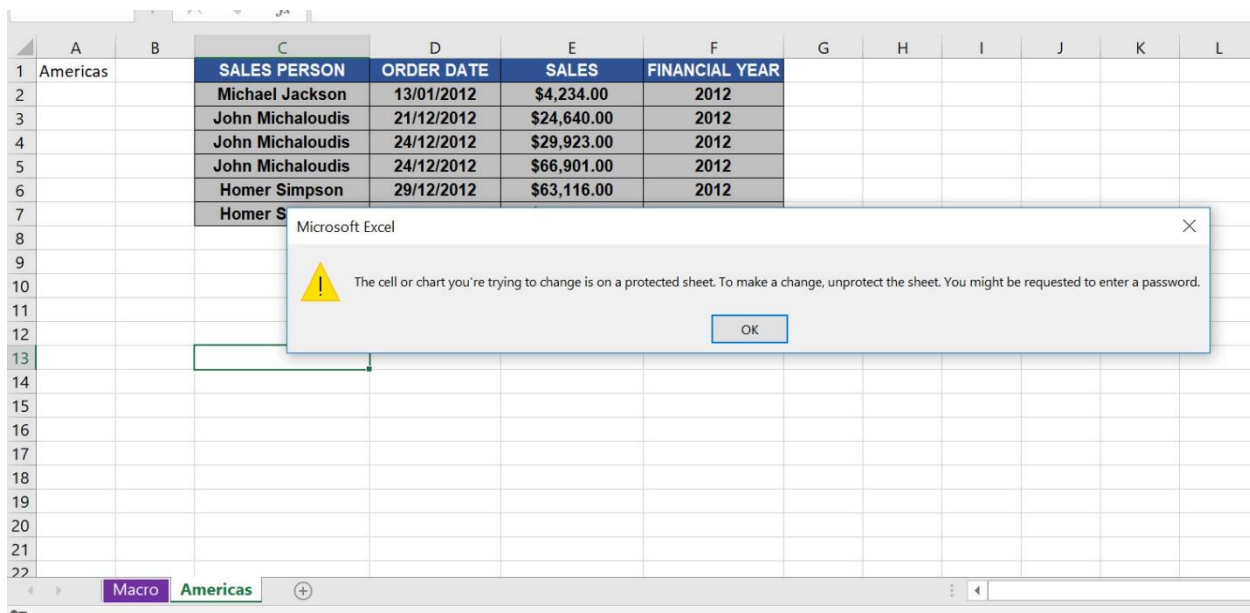 A B C D E F G H I J K L
1 Americas SALES PERSON ORDER DATE SALES FINANCIAL YEAR
2 Michael Jackson 13/01/2012 $4,234.00 2012
3 John Michaloudis 21/12/2012 $24,640.00 2012
4 John Michaloudis 24/12/2012 $29,923.00 2012
5 John Michaloudis 24/12/2012 $66,901.00 2012
6 Homer Simpson 29/12/2012 $63,116.00 2012
7 Homer
Microsoft Excel
8
9
10 The cell or chart you're trying to change is on a protected sheet. To make a change, unprotect the sheet. You might be requested to enter a password.
11
12 OK
13
14
15
16
17
18
19
20
21
22
Macro Americas